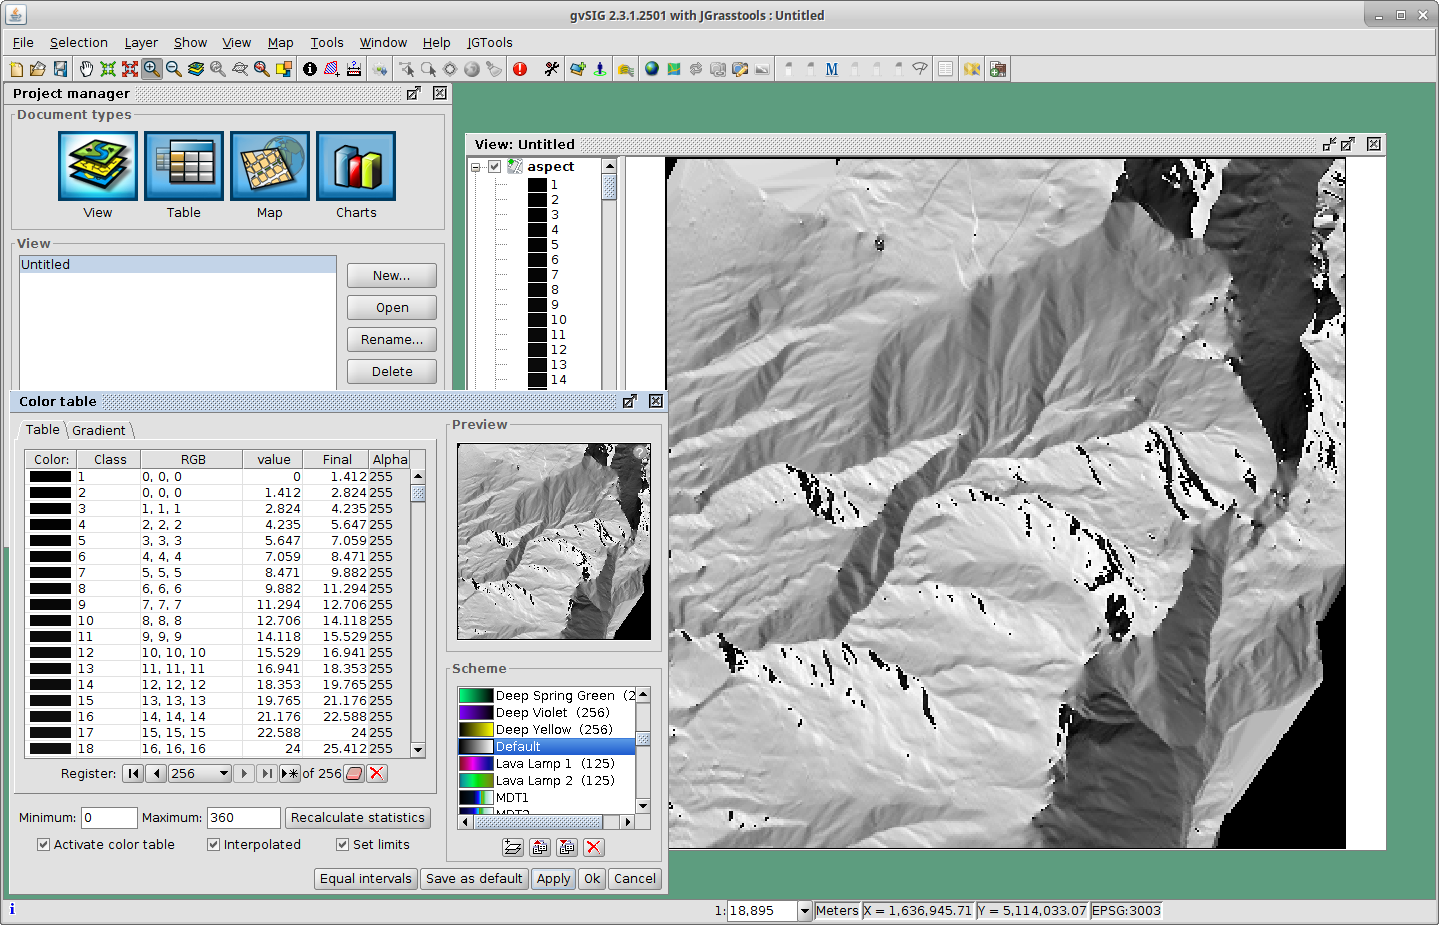 gvSIG 2.3.1.2501 with JGrasstools : Untitled
File Selection Layer Show View Map Tools Window Help JGTools
Project manager
Document types
View Table Map Charts
View
Untitled
New...
Open
Rename...
Delete
View: Untitled
aspect
1
2
3
4
5
6
7
8
9
10
11
12
13
14
Color table
Table Gradient
Color: Class RGB value Final Alpha
1 0, 0, 0 0 1.412 255
2 0, 0, 0 1.412 2.824 255
3 1, 1, 1 2.824 4.235 255
4 2, 2, 2 4.235 5.647 255
5 3, 3, 3 5.647 7.059 255
6 4, 4, 4 7.059 8.471 255
7 5, 5, 5 8.471 9.882 255
8 6, 6, 6 9.882 11.294 255
9 7, 7, 7 11.294 12.706 255
10 8, 8, 8 12.706 14.118 255
11 9, 9, 9 14.118 15.529 255
12 10, 10, 10 15.529 16.941 255
13 11, 11, 11 16.941 18.353 255
14 12, 12, 12 18.353 19.765 255
15 13, 13, 13 19.765 21.176 255
16 14, 14, 14 21.176 22.588 255
17 15, 15, 15 22.588 24 255
18 16, 16, 16 24 25.412 255
Register: 256 of 256
Minimum: 0 Maximum: 360 Recalculate statistics
Activate color table Interpolated Set limits
Preview
Scheme
Deep Spring Green (2
Deep Violet (256)
Deep Yellow (256)
Default
Lava Lamp 1 (125)
Lava Lamp 2 (125)
MDT1
MDT2
Equal intervals Save as default Apply Ok Cancel
1: 18,895 Meters X = 1,636,945.71 Y = 5,114,033.07 EPSG:3003